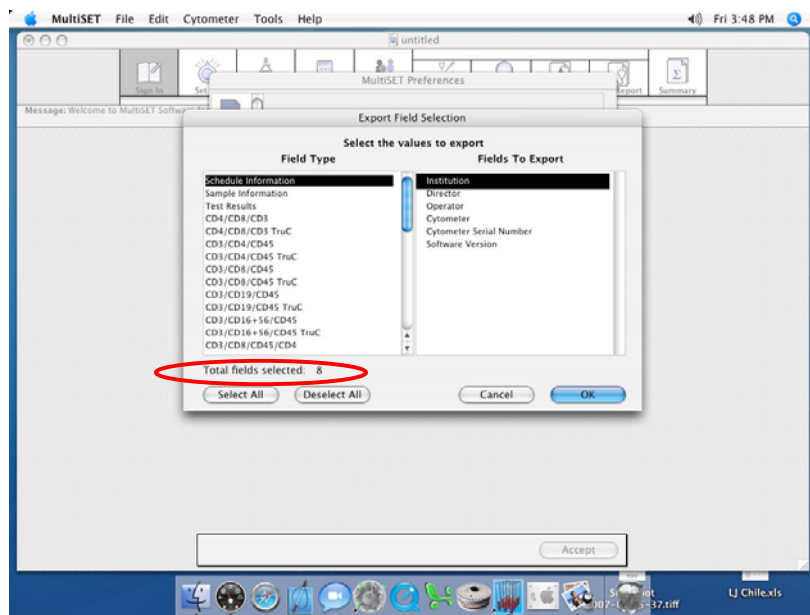 MultiSET File Edit Cytometer Tools Help Fri 3:48 PM
untitled
Sign In Report Summary
MultiSET Preferences
Message: Welcome to MultiSET
Export Field Selection
Select the values to export
Field Type Fields To Export
Schedule Information Institution
Sample Information Director
Test Results Operator
CD4/CD8/CD3 Cytometer
CD4/CD8/CD3 TruC Cytometer Serial Number
CD3/CD4/CD45 Software Version
CD3/CD4/CD45 TruC
CD3/CD8/CD45
CD3/CD8/CD45 TruC
CD3/CD19/CD45
CD3/CD19/CD45 TruC
CD3/CD16+56/CD45
CD3/CD16+56/CD45 TruC
CD3/CD8/CD45/CD4
Total fields selected: 8
Select All Deselect All Cancel OK
Accept
LJ Chile.xls